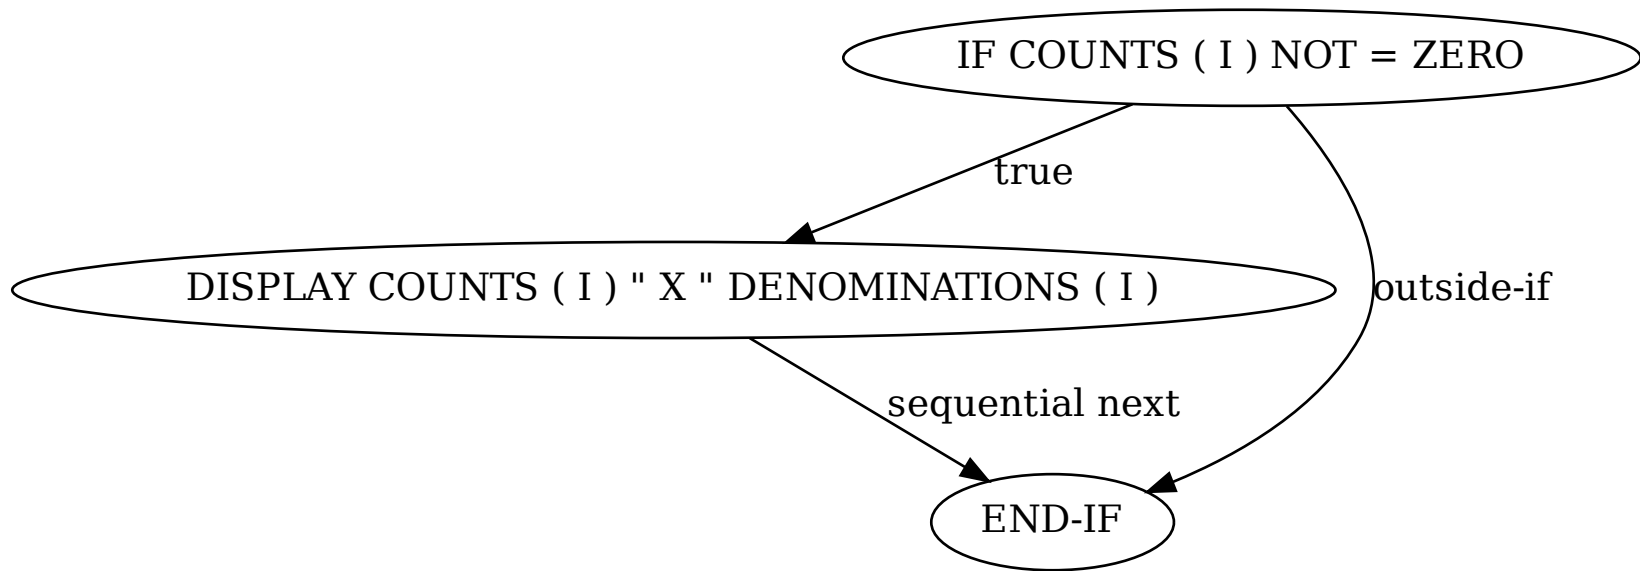 IF COUNTS ( I ) NOT = ZERO
true
DISPLAY COUNTS ( I ) " X " DENOMINATIONS ( I )
outside-if
sequential next
END-IF